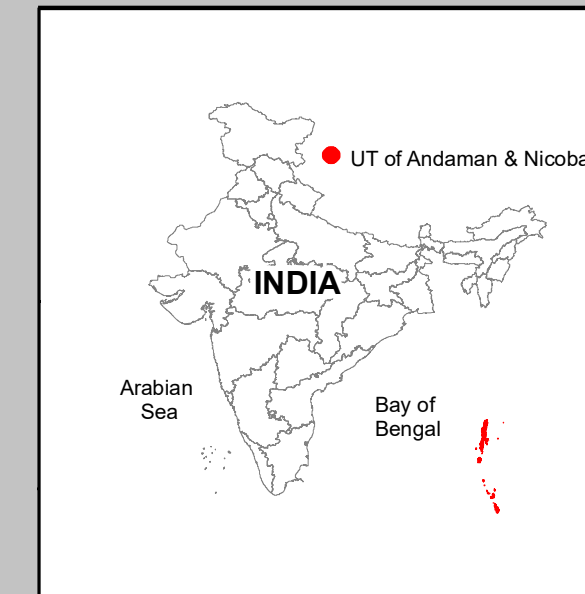 UT of Andaman & Nicoba
INDIA
Arabian
Sea
Bay of
Bengal